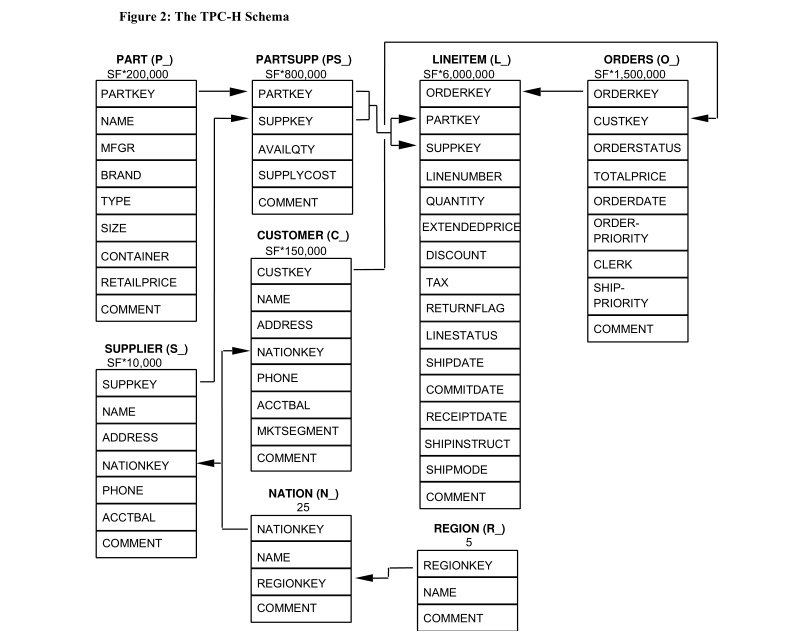 Figure 2: The TPC-H Schema
PART (P_)
SF*200,000
PARTKEY
NAME
MFGR
BRAND
TYPE
SIZE
CONTAINER
RETAILPRICE
COMMENT
SUPPLIER (S_)
SF*10,000
SUPPKEY
NAME
ADDRESS
NATIONKEY
PHONE
ACCTBAL
COMMENT
PARTSUPP (PS_)
SF*800,000
PARTKEY
SUPPKEY
AVAILQTY
SUPPLYCOST
COMMENT
CUSTOMER (C_)
SF*150,000
CUSTKEY
NAME
ADDRESS
NATIONKEY
PHONE
ACCTBAL
MKTSEGMENT
COMMENT
NATION (N_)
25
NATIONKEY
NAME
REGIONKEY
COMMENT
LINEITEM (L_)
SF*6,000,000
ORDERKEY
PARTKEY
SUPPKEY
LINENUMBER
QUANTITY
EXTENDEDPRICE
DISCOUNT
TAX
RETURNFLAG
LINESTATUS
SHIPDATE
COMMITDATE
RECEIPTDATE
SHIPINSTRUCT
SHIPMODE
COMMENT
REGION (R_)
5
REGIONKEY
NAME
COMMENT
ORDERS (O_)
SF*1,500,000
ORDERKEY
CUSTKEY
ORDERSTATUS
TOTALPRICE
ORDERDATE
ORDER-
PRIORITY
CLERK
SHIP-
PRIORITY
COMMENT